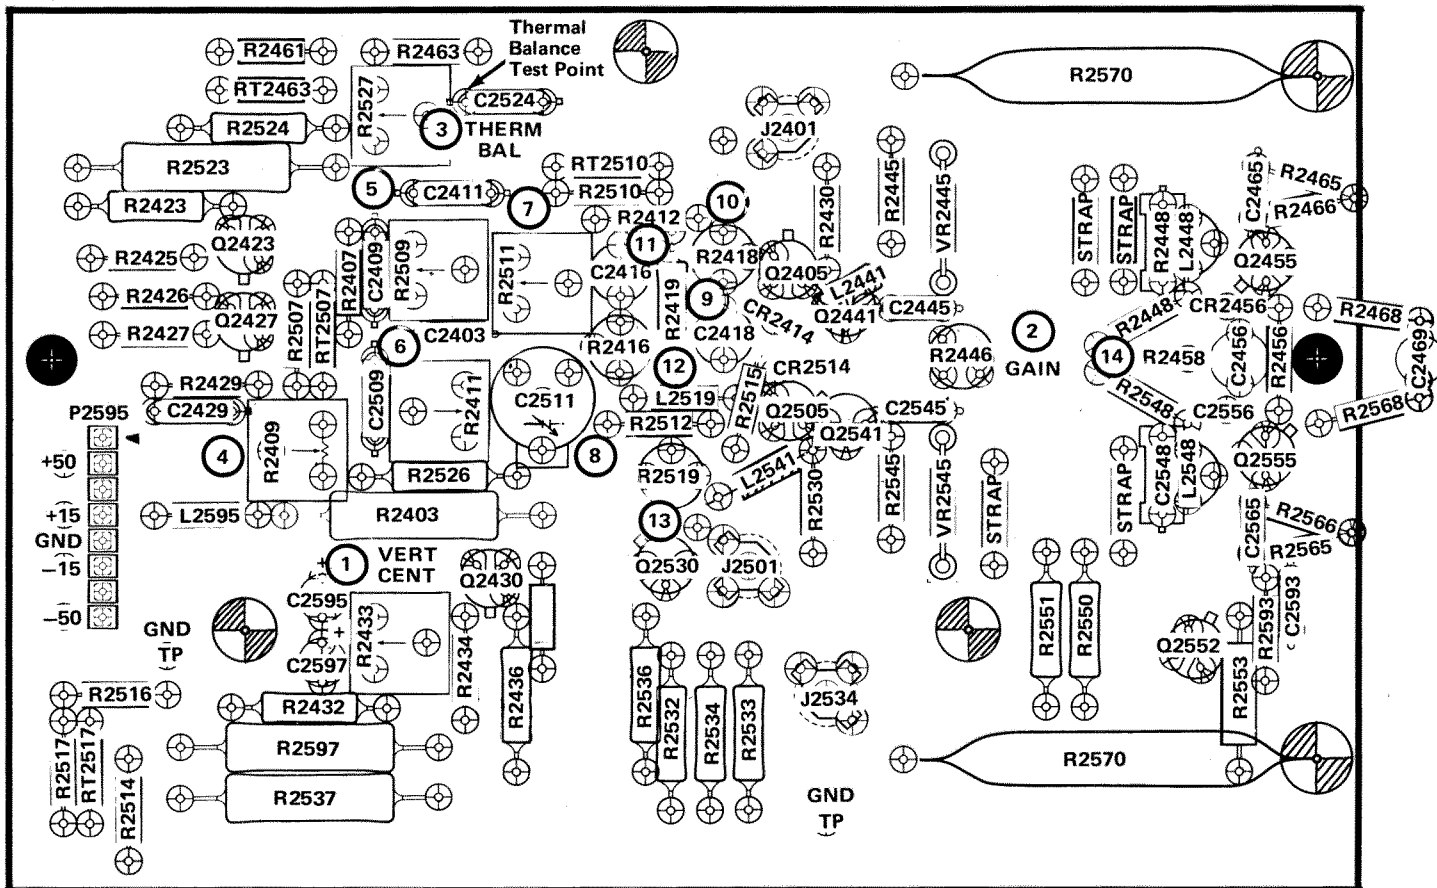 Thermal
Balance
Test Point
R2461
R2463
RT2463
R2527
C2524
R2570
R2524
3
THERM
BAL
J2401
R2523
RT2510
R2510
5
C2411
7
10
R2423
R2412
11
R2430
R2445
VR2445
STRAP
STRAP
R2448
L2448
C2465
R2465
R2466
Q2423
R2425
R2407
C2409
R2509
R2511
C2416
R2418
Q2405
L2441
Q2455
R2426
Q2427
R2427
R2507
RT2507
R2419
9
C2418
CR2414
Q2441
C2445
R2448
CR2456
R2468
6
C2403
R2416
12
2
GAIN
R2446
14
R2458
C2456
R2456
C2469
R2429
C2429
C2509
R2411
C2511
L2519
R2512
R2515
CR2514
Q2505
Q2541
C2545
R2548
C2556
R2568
P2595
+50
+15
GND
–15
–50
4
R2409
8
R2526
R2519
L2541
R2530
R2545
VR2545
STRAP
STRAP
C2548
L2548
Q2555
L2595
R2403
13
C2565
R2566
R2565
1
VERT
CENT
Q2430
Q2530
J2501
C2595
R2433
R2551
R2550
C2593
R2593
GND
TP
C2597
R2434
R2436
R2536
Q2552
R2553
R2516
R2432
R2532
R2534
R2533
J2534
R2517
RT2517
R2514
R2597
R2537
R2570
GND
TP